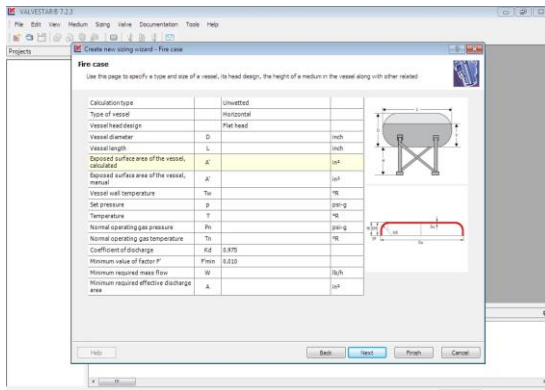 VALVESTAR® 7.2.3
File Edit View Medium Sizing Valve Documentation Tools Help
Projects
Create new sizing wizard - Fire case
Fire case
Use this page to specify a type and size of a vessel, its head design, the height of a medium in the vessel along with other related
Calculation type Unwetted
Type of vessel Horizontal
Vessel head design Flat head
Vessel diameter D inch
Vessel length L inch
Exposed surface area of the vessel, calculated A' in²
Exposed surface area of the vessel, manual A' in²
Vessel wall temperature Tw °R
Set pressure p psi-g
Temperature T °R
Normal operating gas pressure Pn psi-g
Normal operating gas temperature Tn °R
Coefficient of discharge Kd 0,975
Minimum value of factor F' F'min 0,010
Minimum required mass flow W lb/h
Minimum required effective discharge area A in²
Help Back Next Finish Cancel